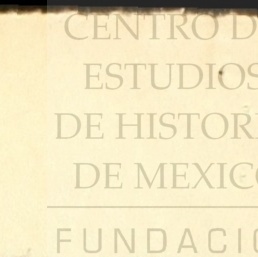 CENTRO D
ESTUDIOS
DE HISTOR
DE MEXIC
FUNDACI